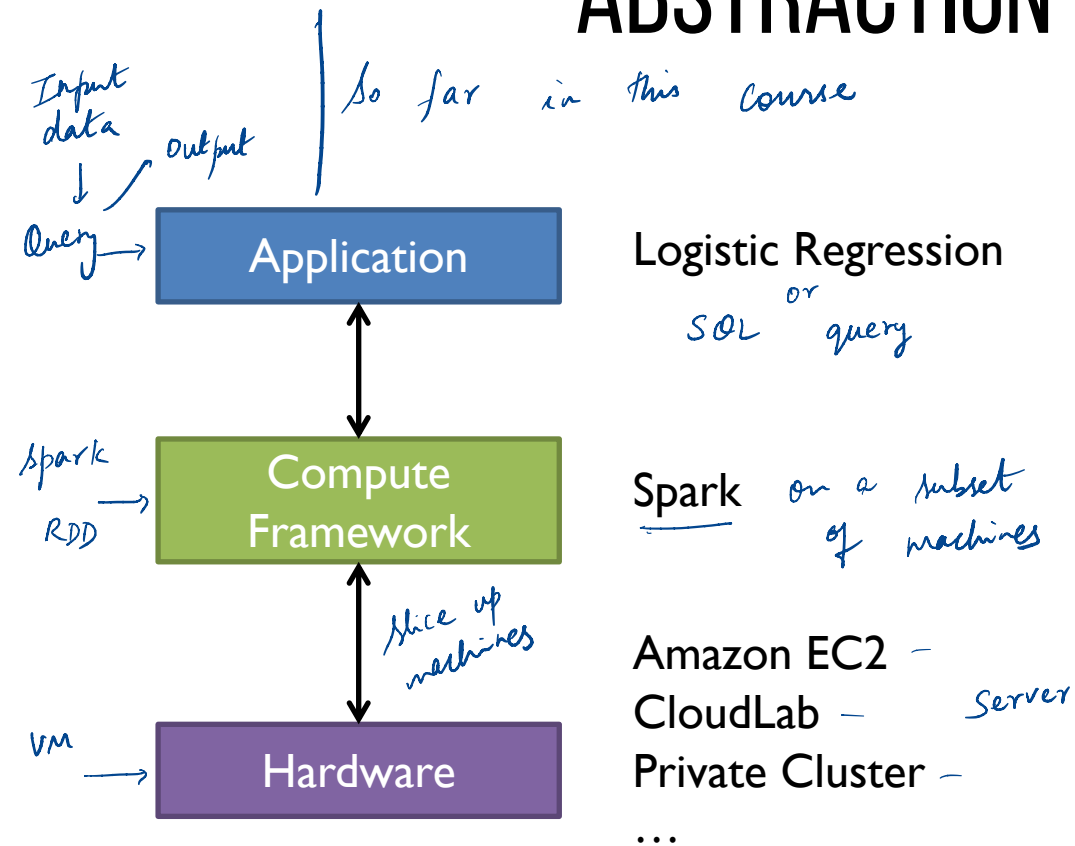 ABSTRACTION
So far in this course
Input
data
output
Query
Application
Logistic Regression
or
SQL query
spark
RDD
Compute
Framework
Spark on a subset
of machines
slice up
machines
Amazon EC2 –
CloudLab –
Server
VM
Hardware
Private Cluster –
...